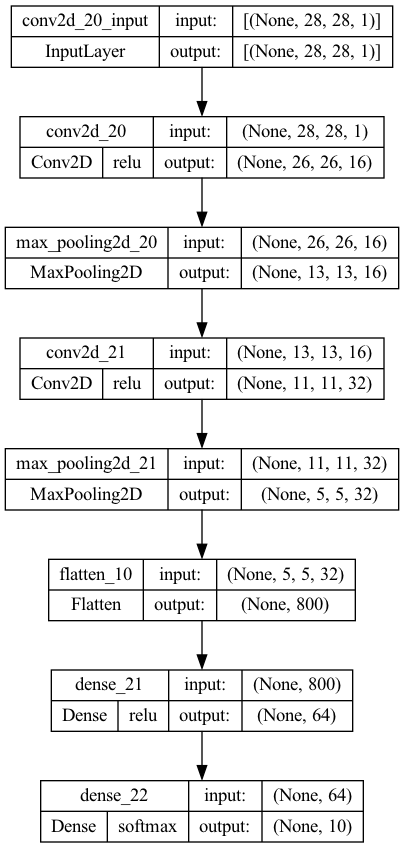 conv2d_20_input input: [(None, 28, 28, 1)]
InputLayer output: [(None, 28, 28, 1)]
conv2d_20 input: (None, 28, 28, 1)
Conv2D relu output: (None, 26, 26, 16)
max_pooling2d_20 input: (None, 26, 26, 16)
MaxPooling2D output: (None, 13, 13, 16)
conv2d_21 input: (None, 13, 13, 16)
Conv2D relu output: (None, 11, 11, 32)
max_pooling2d_21 input: (None, 11, 11, 32)
MaxPooling2D output: (None, 5, 5, 32)
flatten_10 input: (None, 5, 5, 32)
Flatten output: (None, 800)
dense_21 input: (None, 800)
Dense relu output: (None, 64)
dense_22 input: (None, 64)
Dense softmax output: (None, 10)